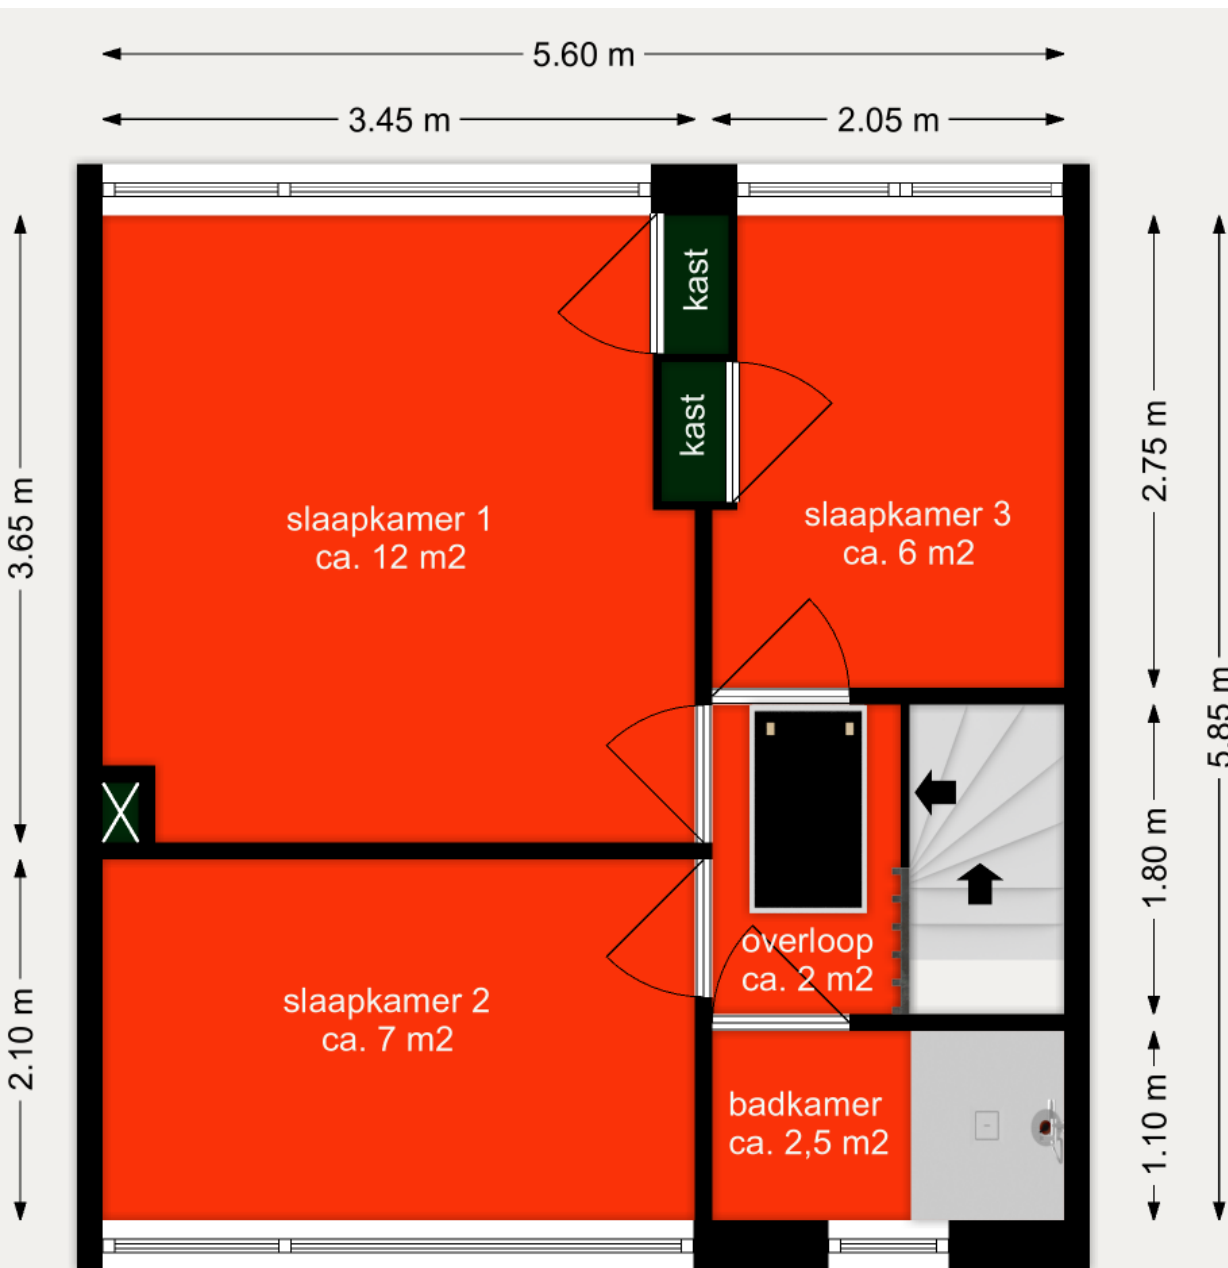 5.60 m
3.45 m
2.05 m
kast
kast
slaapkamer 1
ca. 12 m2
slaapkamer 3
ca. 6 m2
3.65 m
2.75 m
5.85 m
1.80 m
overloop
ca. 2 m2
slaapkamer 2
ca. 7 m2
2.10 m
badkamer
ca. 2,5 m2
1.10 m